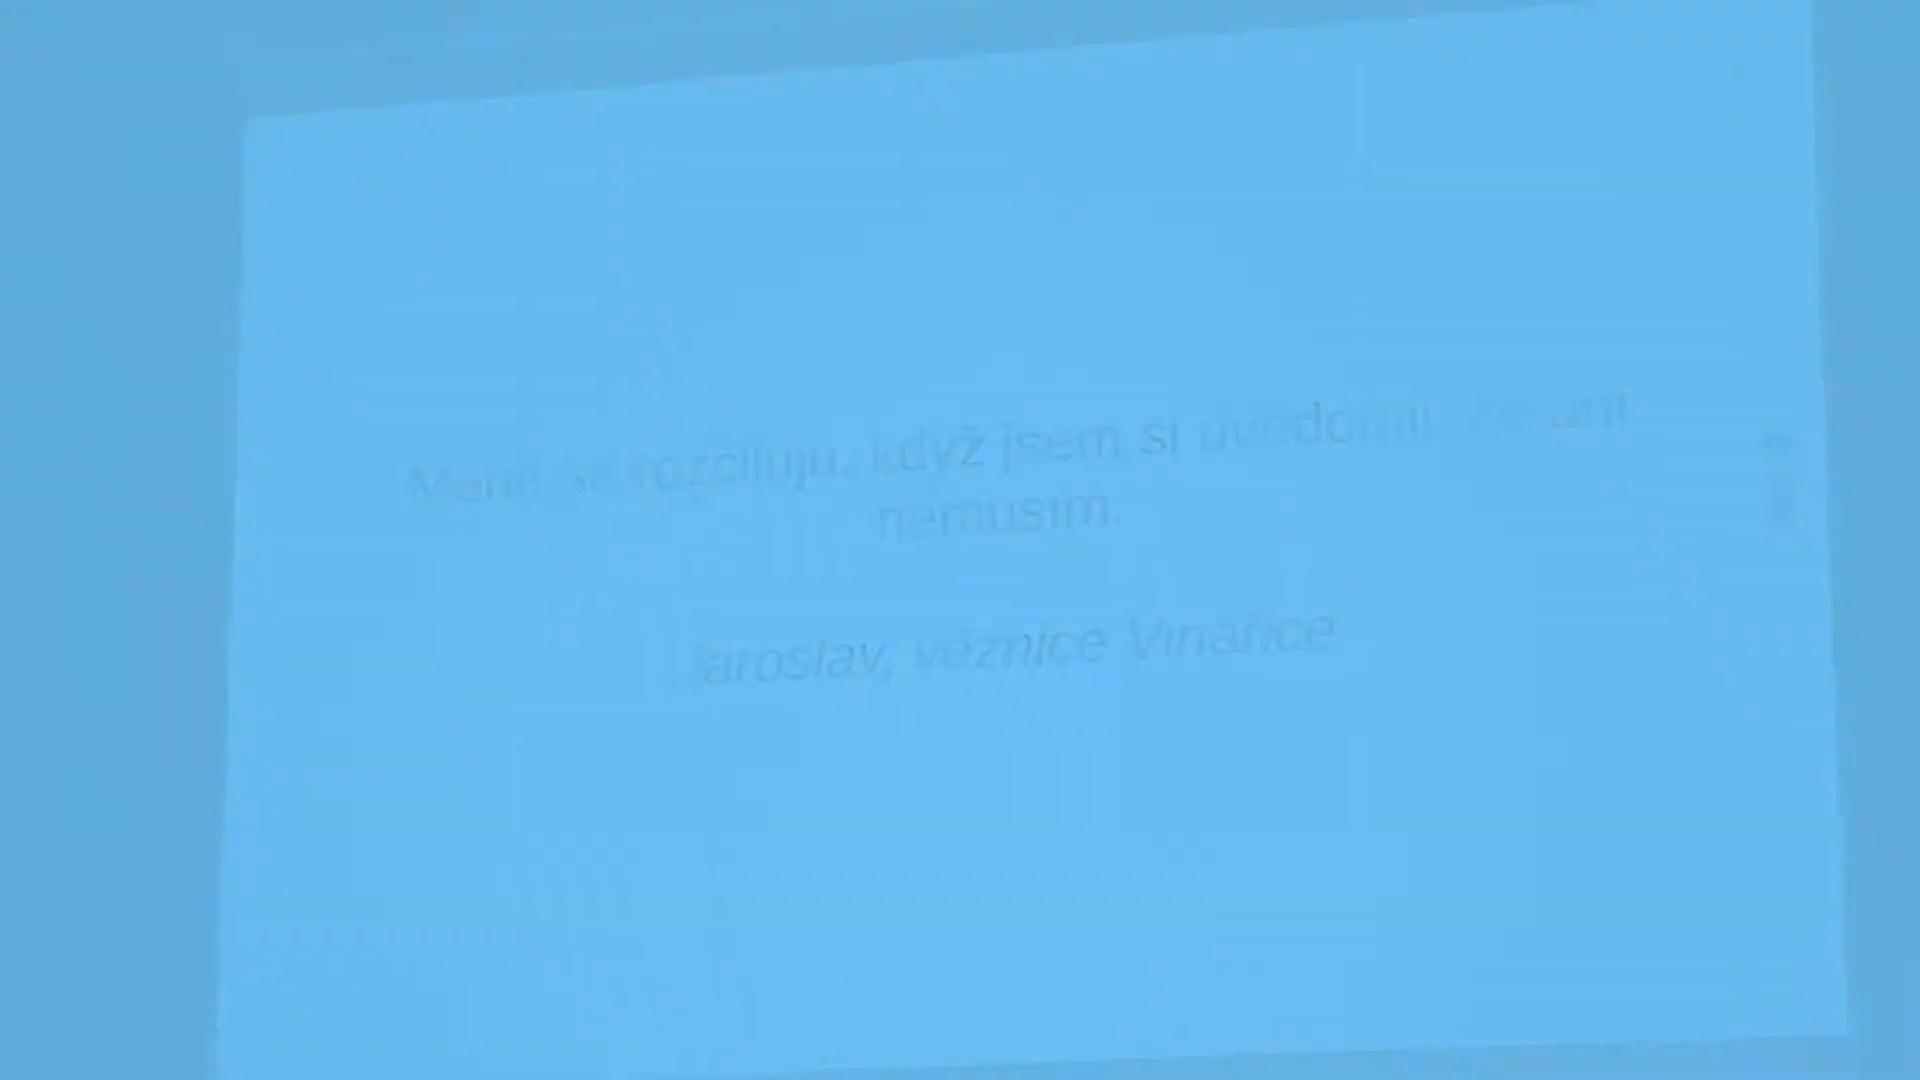 Méně se rozčiluju, když jsem si uvědomil, že ani
nemusím.
Jaroslav, věznice Vinařice